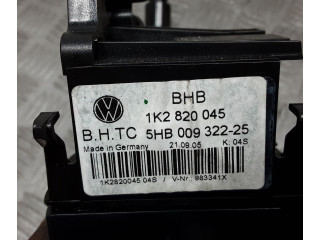 BHB
1K2 820 045
B.H.TC 5HB 009 322-25
Made in Germany 21.09.05 K: 04S
1K2820045 04S / V-Nr.: 983341X